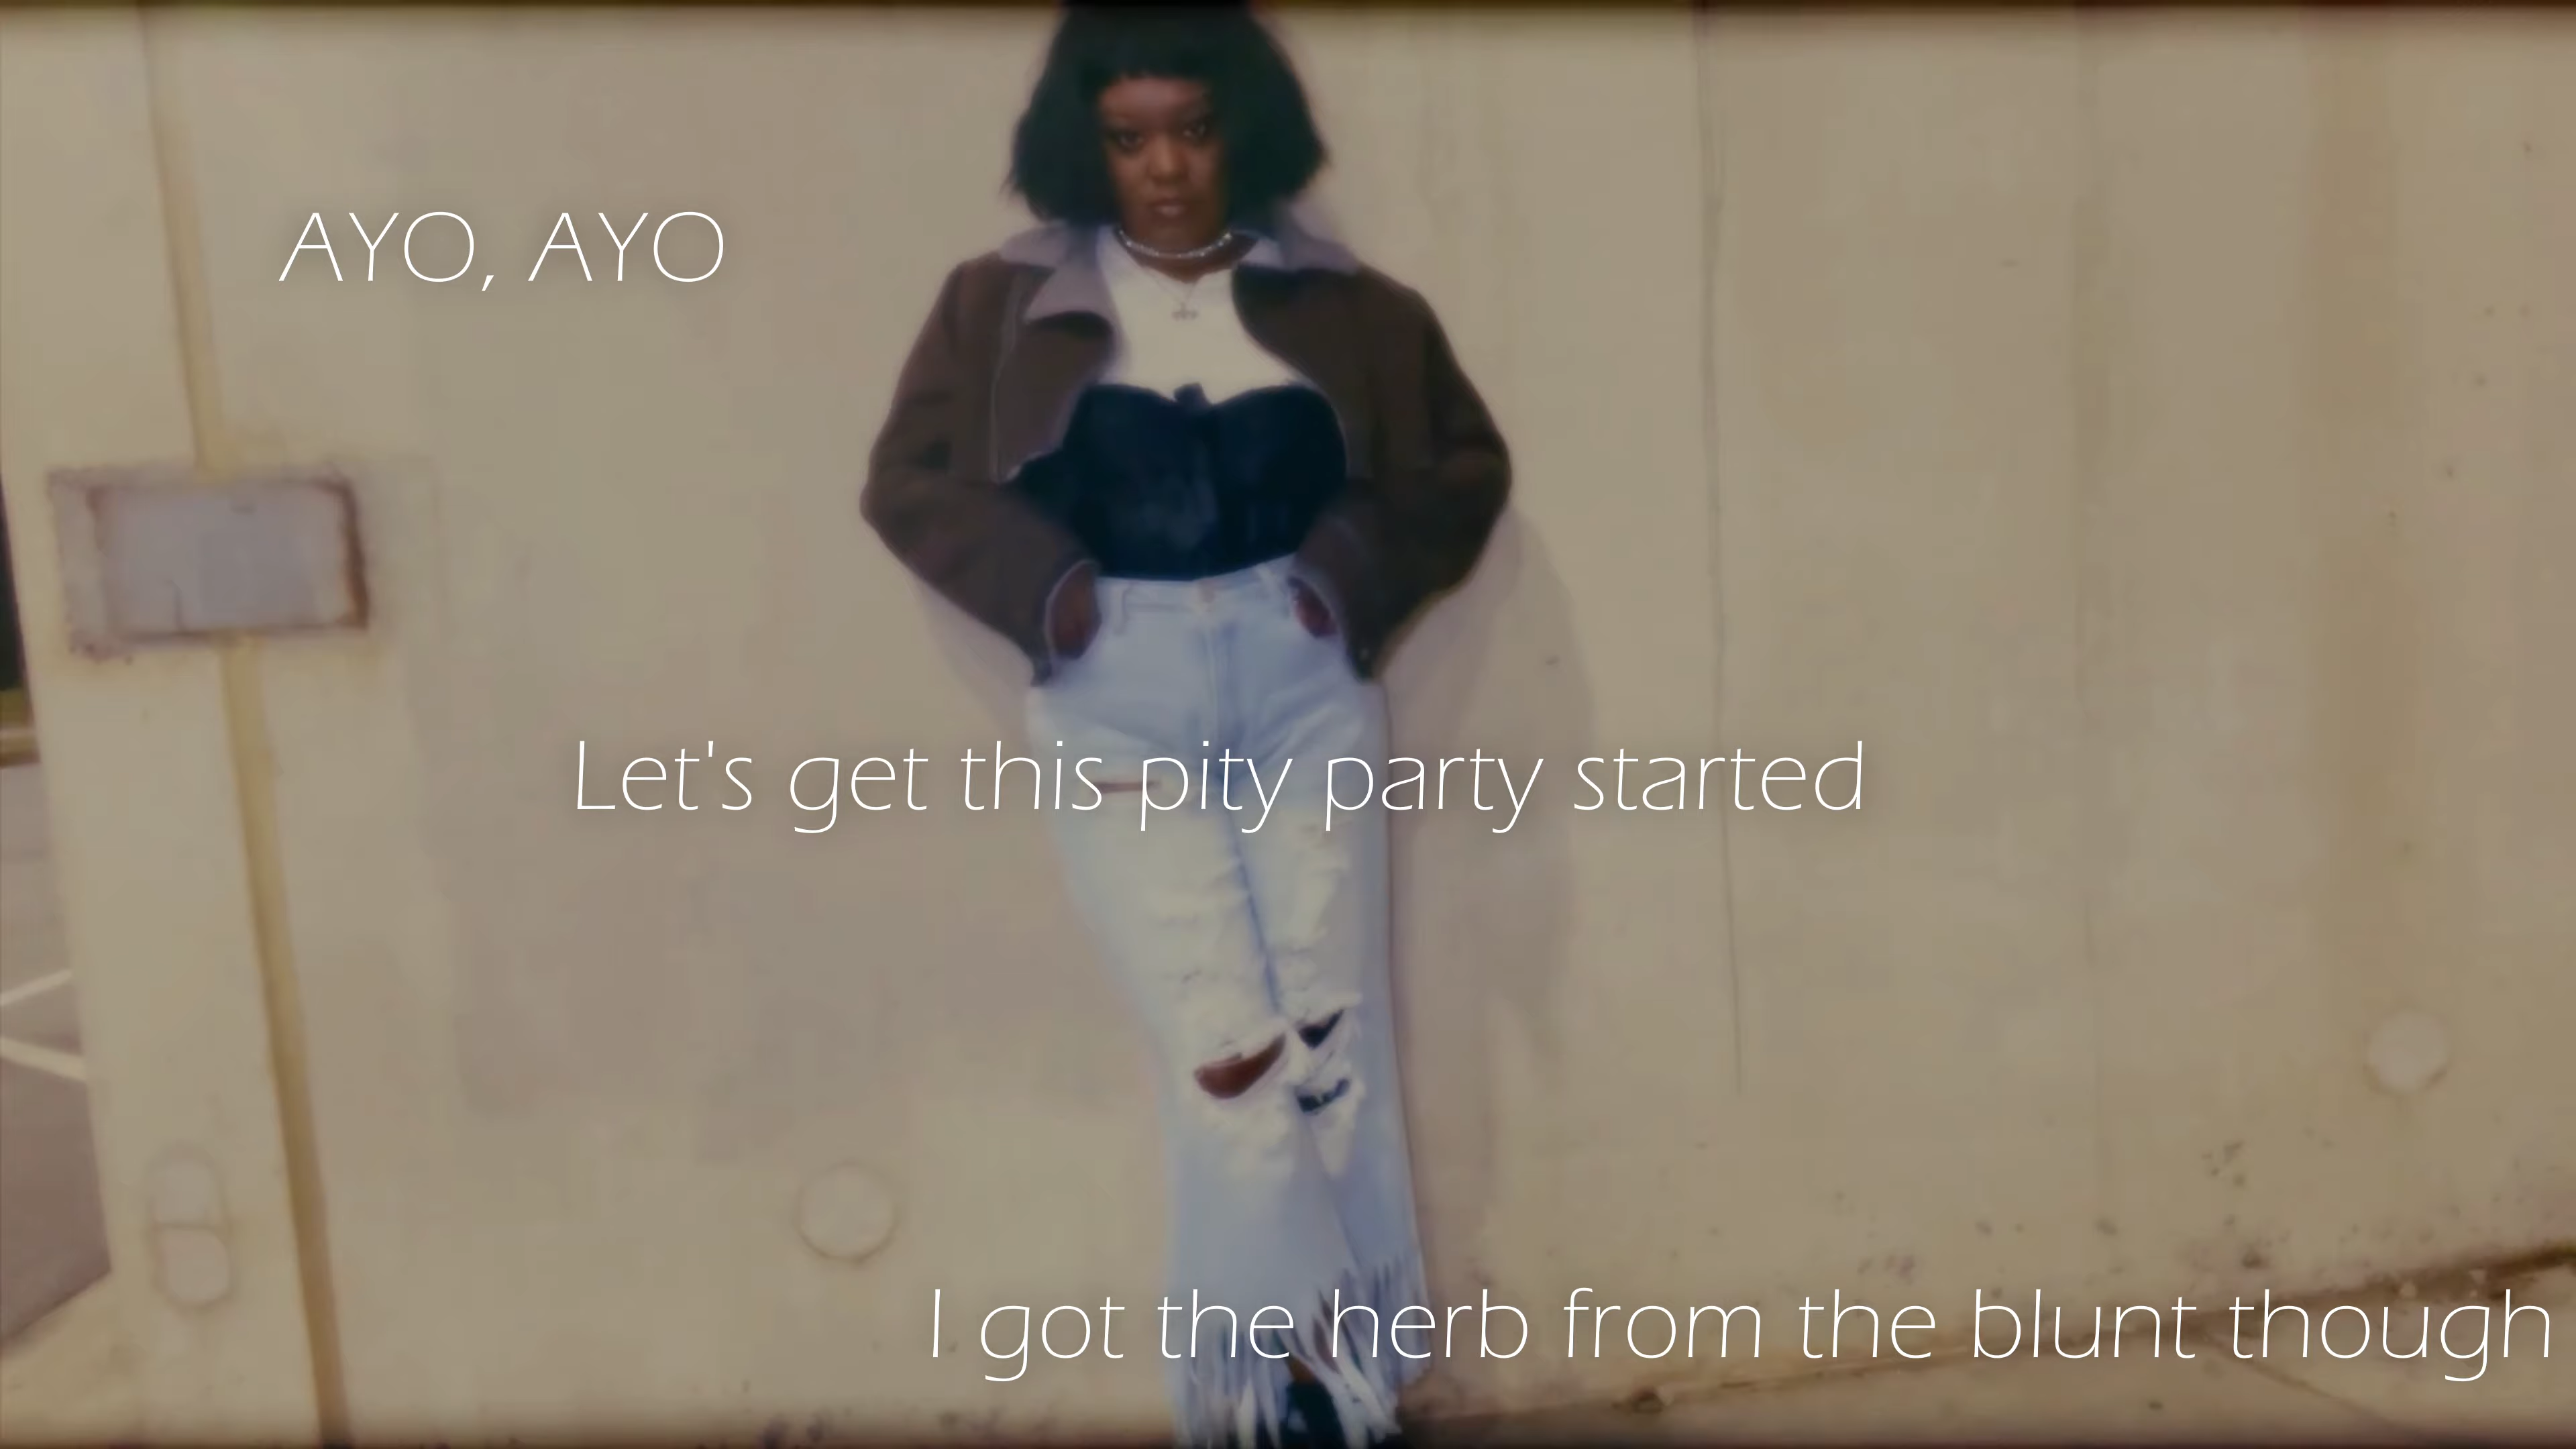 AYO, AYO
Let's get this pity party started
I got the herb from the blunt though